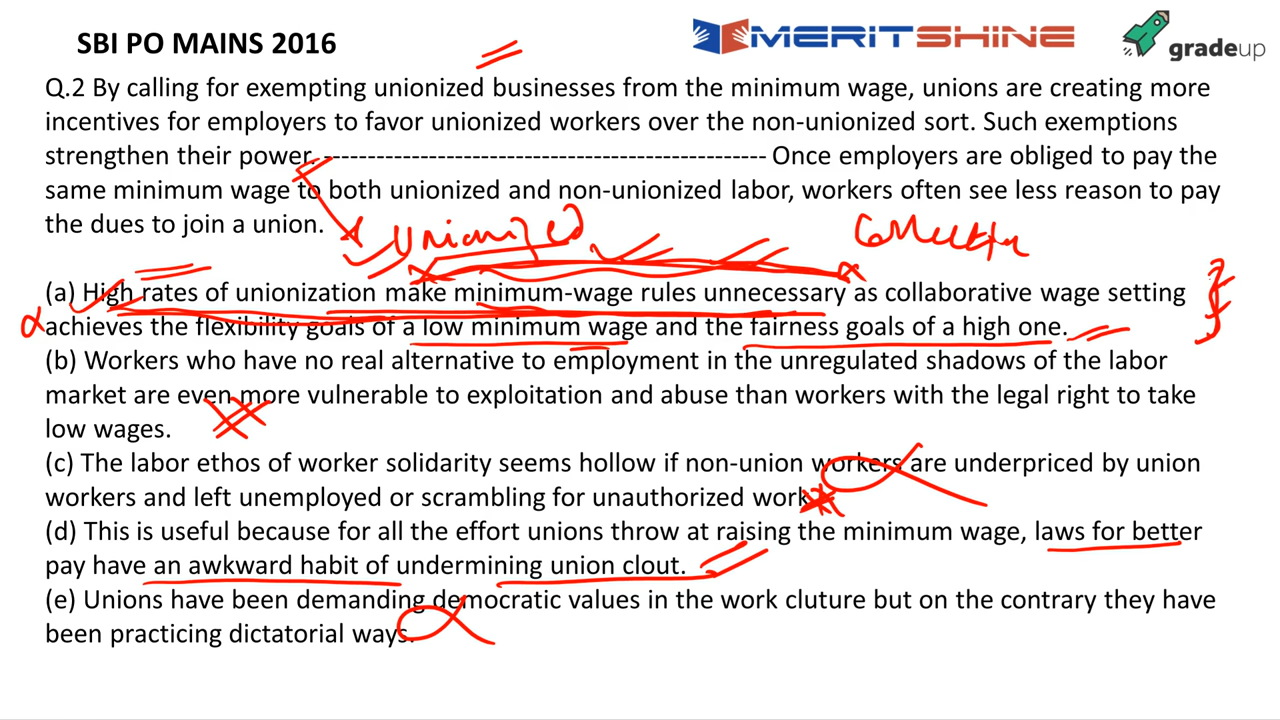 SBI PO MAINS 2016
MERITSHINE
gradeup
Q.2 By calling for exempting unionized businesses from the minimum wage, unions are creating more
incentives for employers to favor unionized workers over the non-unionized sort. Such exemptions
strengthen their power. -------------------------------------------------- Once employers are obliged to pay the
same minimum wage to both unionized and non-unionized labor, workers often see less reason to pay
the dues to join a union.
Unionized
(a) High rates of unionization make minimum-wage rules unnecessary as collaborative wage setting
achieves the flexibility goals of a low minimum wage and the fairness goals of a high one.
(b) Workers who have no real alternative to employment in the unregulated shadows of the labor
market are even more vulnerable to exploitation and abuse than workers with the legal right to take
low wages.
(c) The labor ethos of worker solidarity seems hollow if non-union workers are underpriced by union
workers and left unemployed or scrambling for unauthorized work.
(d) This is useful because for all the effort unions throw at raising the minimum wage, laws for better
pay have an awkward habit of undermining union clout.
(e) Unions have been demanding democratic values in the work cluture but on the contrary they have
been practicing dictatorial ways.